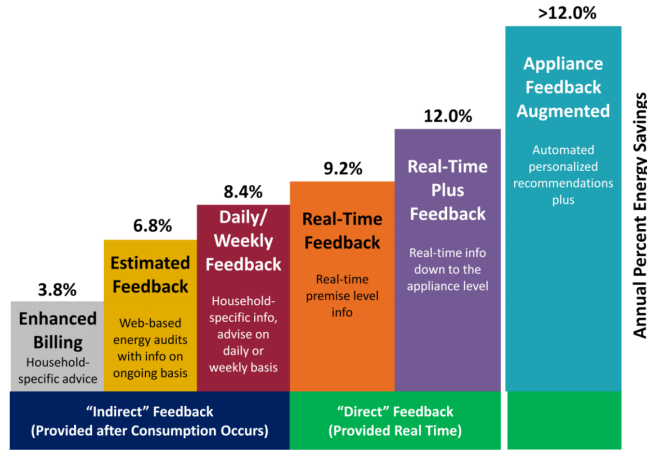 3.8%
Enhanced
Billing
Household-
specific advice
6.8%
Estimated
Feedback
Web-based
energy audits
with info on
ongoing basis
8.4%
Daily/
Weekly
Feedback
Household-
specific info,
advise on
daily or
weekly basis
9.2%
Real-Time
Feedback
Real-time
premise level
info
12.0%
Real-Time
Plus
Feedback
Real-time info
down to the
appliance level
>12.0%
Appliance
Feedback
Augmented
Automated
personalized
recommendations
plus
Annual Percent Energy Savings
“Indirect” Feedback
(Provided after Consumption Occurs)
“Direct” Feedback
(Provided Real Time)